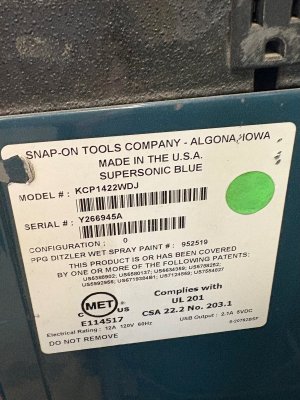 SNAP-ON TOOLS COMPANY - ALGONA, IOWA
MADE IN THE U.S.A.
SUPERSONIC BLUE
MODEL # : KCP1422WDJ
SERIAL # : Y266945A
CONFIGURATION : 0
PPG DITZLER WET SPRAY PAINT # : 952519
THIS PRODUCT IS OR HAS BEEN COVERED
BY ONE OR MORE OF THE FOLLOWING PATENTS:
C MET US
E114517
Complies with
UL 201
CSA 22.2 No. 203.1
Electrical Rating : 12A 120V 60Hz
USB Output : 2.1A 5VDC
DO NOT REMOVE